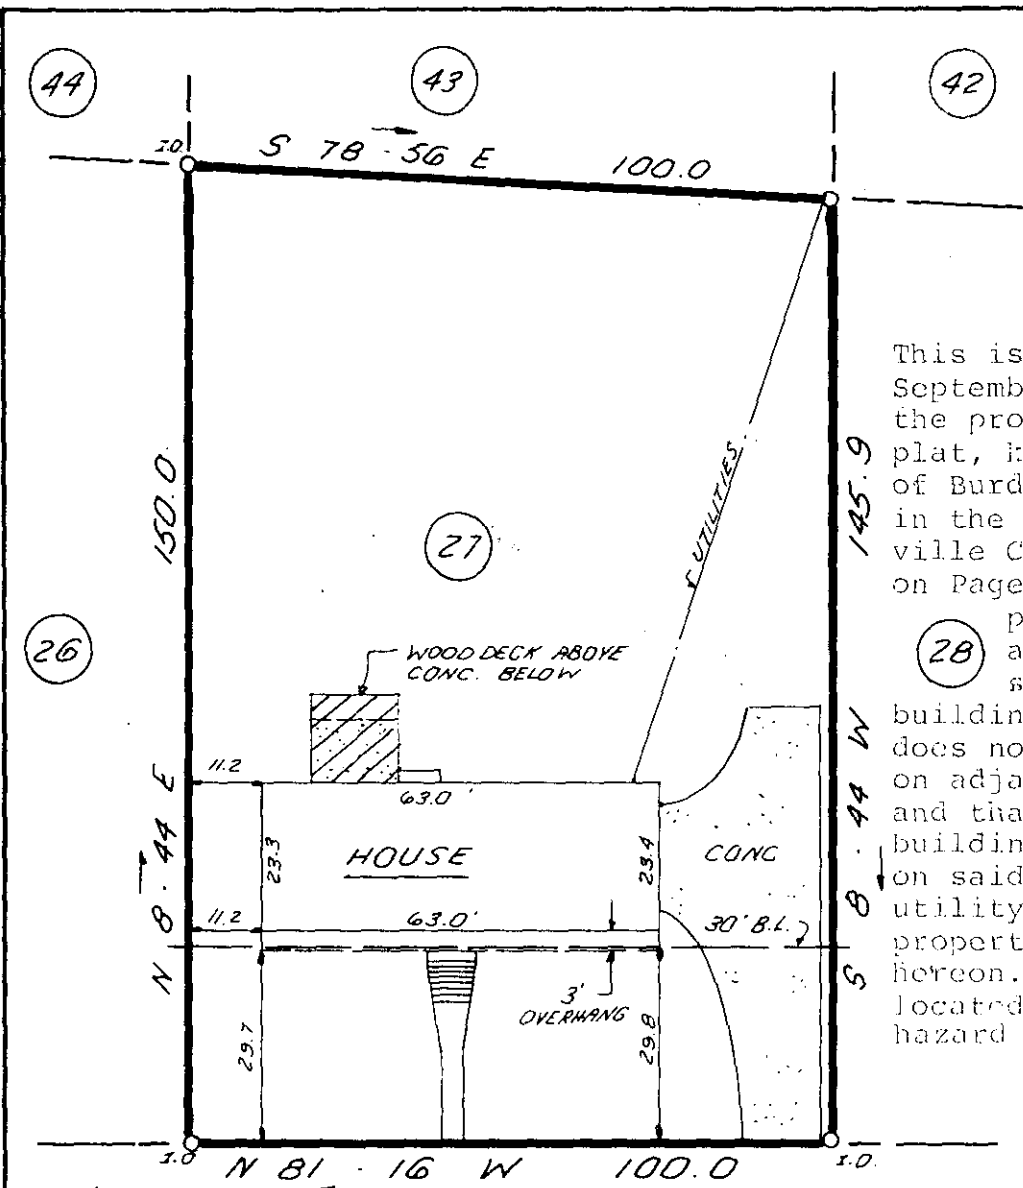 44
43
42
I.O.
S 78-56 E
100.0
150.0
145.9
This is
Septemb
the pro
plat,
of Burd
in the
ville C
on Page
27
℄ UTILITIES
26
28
WOOD DECK ABOVE
CONC. BELOW
p
a
s
buildin
does no
on adja
and tha
buildin
on said
utility
propert
hereon.
located
hazard
11.2
63.0'
23.3
HOUSE
23.4
CONC
N 8-44 E
S 8-44 W
11.2
63.0'
30' B.L.
3'
OVERHANG
29.7
29.8
I.O
N 81-16 W
100.0
I.O.